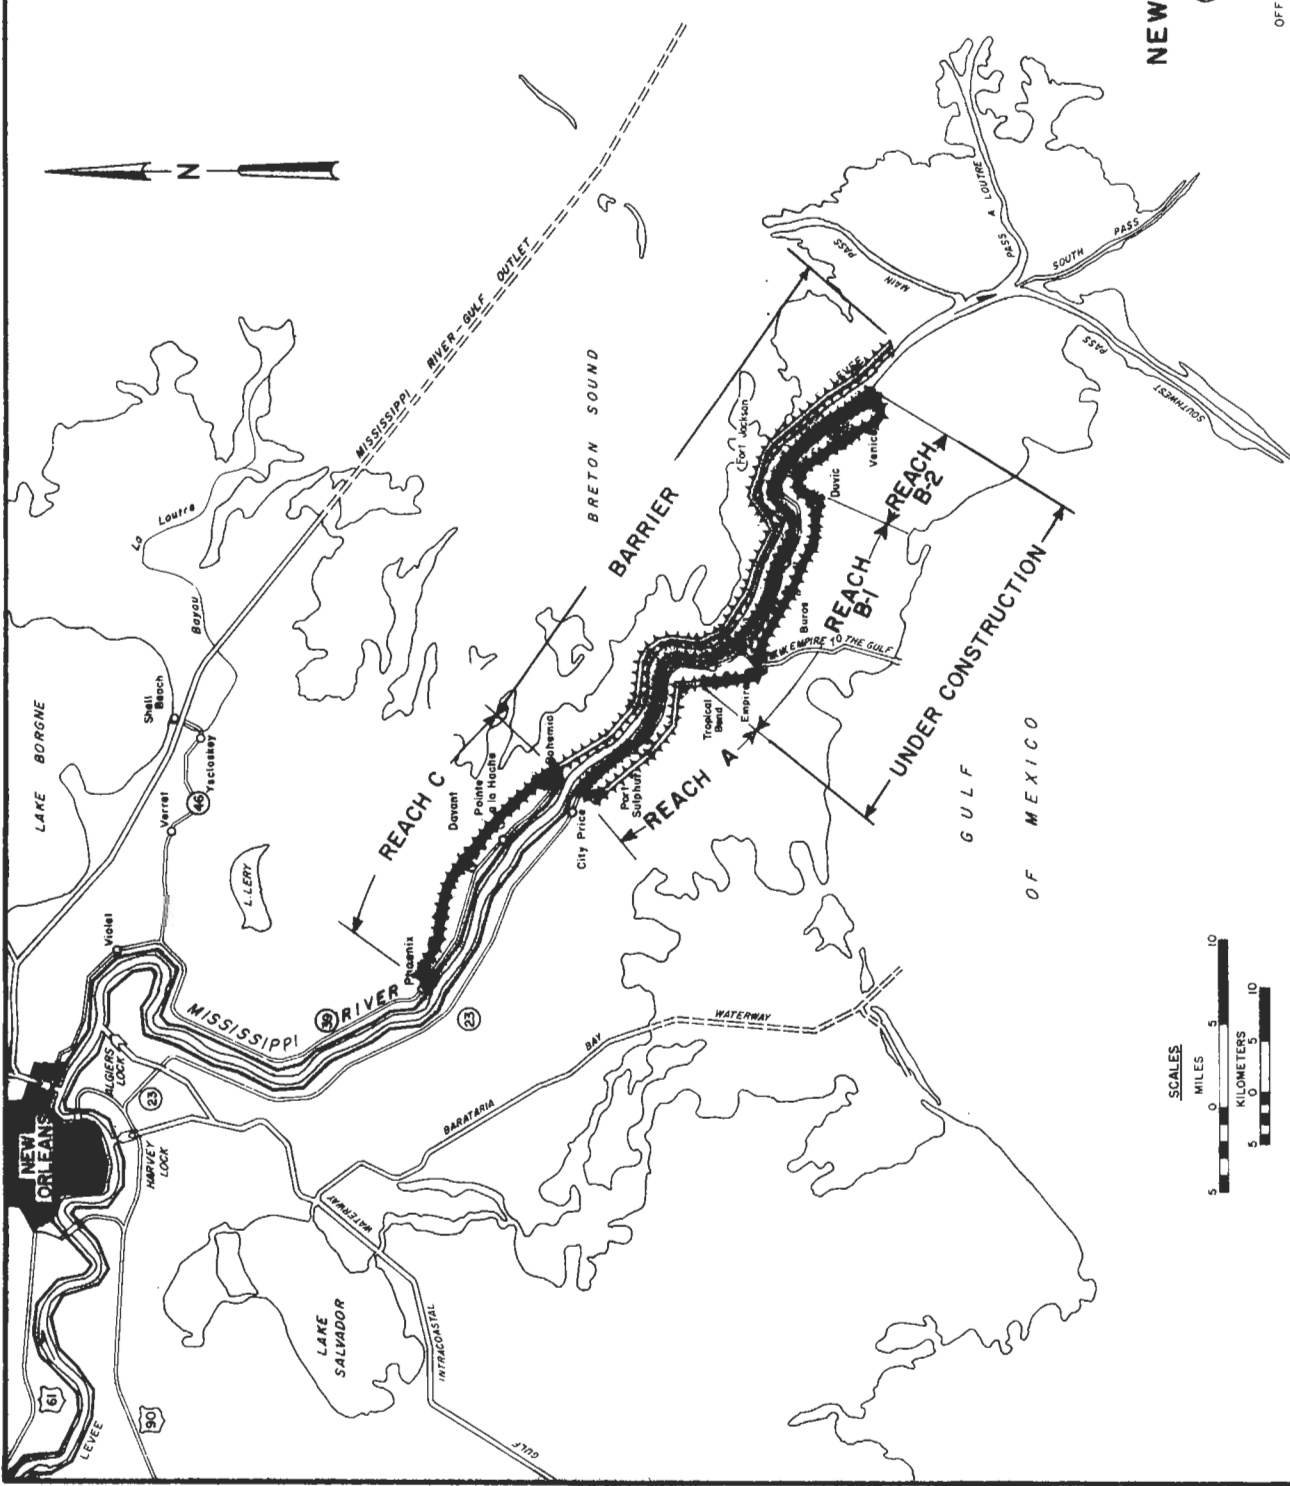 NEW
OFF
N
NEW
ORLEANS
LAKE BORGNE
Shell
Beach
Yscloskey
Verret
46
Violet
L. LERY
Bayou
La
Loutre
MISSISSIPPI RIVER - GULF OUTLET
BRETON SOUND
ALGIERS
LOCK
HARVEY
LOCK
23
61
90
LEVEE
MISSISSIPPI
39
RIVER
23
Phoenix
Davant
Pointe
a la Hache
Bohemia
City Price
Port
Sulphur
Tropical
Bend
Empire
Buras
Duvic
Venice
Fort Jackson
LEVEE
REACH C
BARRIER
REACH A
REACH
B-1
REACH
B-2
UNDER CONSTRUCTION
W.W. EMPIRE TO THE GULF
MAIN
PASS
PASS A LOUTRE
SOUTH PASS
SOUTHWEST
PASS
GULF
OF MEXICO
LAKE
SALVADOR
BARATARIA
BAY
WATERWAY
GULF
INTRACOASTAL
WATERWAY
SCALES
MILES
5 0 5 10
KILOMETERS
5 0 5 10